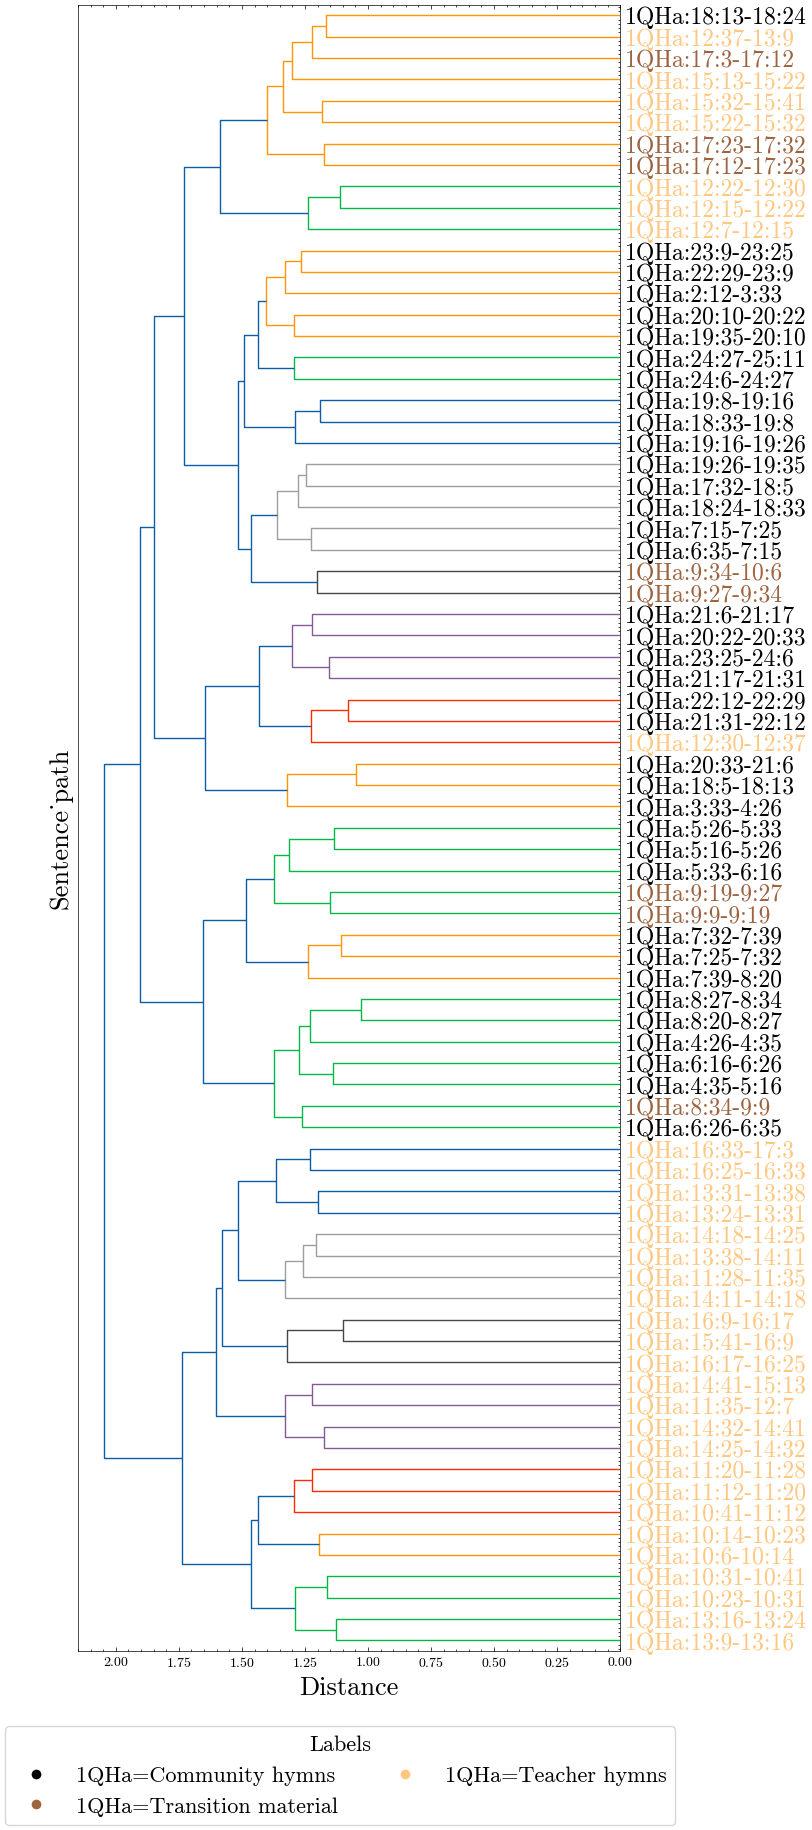 1QHa:18:13-18:24
1QHa:12:37-13:9
1QHa:17:3-17:12
1QHa:15:13-15:22
1QHa:15:32-15:41
1QHa:15:22-15:32
1QHa:17:23-17:32
1QHa:17:12-17:23
1QHa:12:22-12:30
1QHa:12:15-12:22
1QHa:12:7-12:15
1QHa:23:9-23:25
1QHa:22:29-23:9
1QHa:2:12-3:33
1QHa:20:10-20:22
1QHa:19:35-20:10
1QHa:24:27-25:11
1QHa:24:6-24:27
1QHa:19:8-19:16
1QHa:18:33-19:8
1QHa:19:16-19:26
1QHa:19:26-19:35
1QHa:17:32-18:5
1QHa:18:24-18:33
1QHa:7:15-7:25
1QHa:6:35-7:15
1QHa:9:34-10:6
1QHa:9:27-9:34
1QHa:21:6-21:17
1QHa:20:22-20:33
1QHa:23:25-24:6
1QHa:21:17-21:31
1QHa:22:12-22:29
1QHa:21:31-22:12
1QHa:12:30-12:37
1QHa:20:33-21:6
1QHa:18:5-18:13
1QHa:3:33-4:26
1QHa:5:26-5:33
1QHa:5:16-5:26
1QHa:5:33-6:16
1QHa:9:19-9:27
1QHa:9:9-9:19
1QHa:7:32-7:39
1QHa:7:25-7:32
1QHa:7:39-8:20
1QHa:8:27-8:34
1QHa:8:20-8:27
1QHa:4:26-4:35
1QHa:6:16-6:26
1QHa:4:35-5:16
1QHa:8:34-9:9
1QHa:6:26-6:35
1QHa:16:33-17:3
1QHa:16:25-16:33
1QHa:13:31-13:38
1QHa:13:24-13:31
1QHa:14:18-14:25
1QHa:13:38-14:11
1QHa:11:28-11:35
1QHa:14:11-14:18
1QHa:16:9-16:17
1QHa:15:41-16:9
1QHa:16:17-16:25
1QHa:14:41-15:13
1QHa:11:35-12:7
1QHa:14:32-14:41
1QHa:14:25-14:32
1QHa:11:20-11:28
1QHa:11:12-11:20
1QHa:10:41-11:12
1QHa:10:14-10:23
1QHa:10:6-10:14
1QHa:10:31-10:41
1QHa:10:23-10:31
1QHa:13:16-13:24
1QHa:13:9-13:16
Sentence˙path
2.00 1.75 1.50 1.25 1.00 0.75 0.50 0.25 0.00
Distance
Labels
1QHa=Community hymns 1QHa=Teacher hymns
1QHa=Transition material